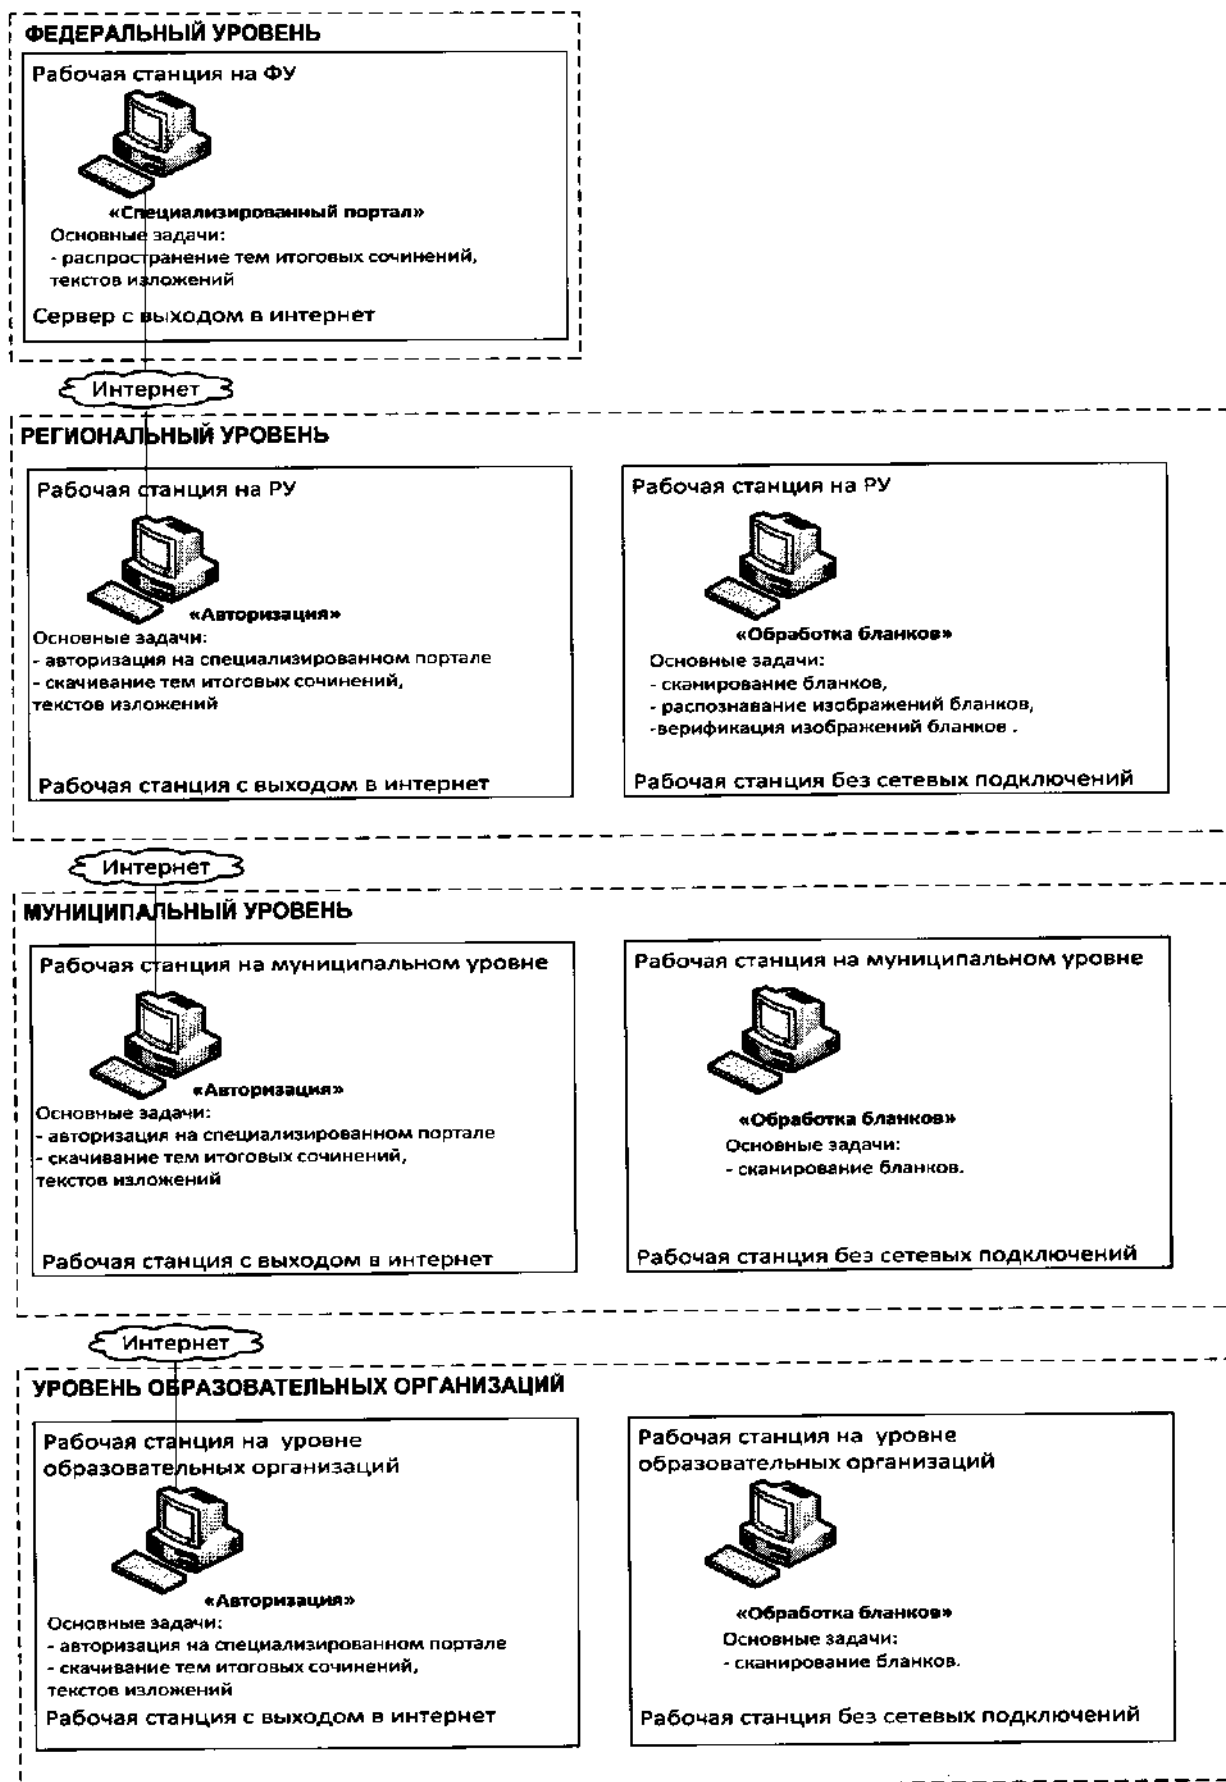 ФЕДЕРАЛЬНЫЙ УРОВЕНЬ
Рабочая станция на ФУ
«Специализированный портал»
Основные задачи:
- распространение тем итоговых сочинений,
текстов изложений
Сервер с выходом в интернет
Интернет
РЕГИОНАЛЬНЫЙ УРОВЕНЬ
Рабочая станция на РУ
«Авторизация»
Основные задачи:
- авторизация на специализированном портале
- скачивание тем итоговых сочинений,
текстов изложений
Рабочая станция с выходом в интернет
Рабочая станция на РУ
«Обработка бланков»
Основные задачи:
- сканирование бланков,
- распознавание изображений бланков,
-верификация изображений бланков .
Рабочая станция без сетевых подключений
Интернет
МУНИЦИПАЛЬНЫЙ УРОВЕНЬ
Рабочая станция на муниципальном уровне
«Авторизация»
Основные задачи:
- авторизация на специализированном портале
- скачивание тем итоговых сочинений,
текстов изложений
Рабочая станция с выходом в интернет
Рабочая станция на муниципальном уровне
«Обработка бланков»
Основные задачи:
- сканирование бланков.
Рабочая станция без сетевых подключений
Интернет
УРОВЕНЬ ОБРАЗОВАТЕЛЬНЫХ ОРГАНИЗАЦИЙ
Рабочая станция на уровне
образовательных организаций
«Авторизация»
Основные задачи:
- авторизация на специализированном портале
- скачивание тем итоговых сочинений,
текстов изложений
Рабочая станция с выходом в интернет
Рабочая станция на уровне
образовательных организаций
«Обработка бланков»
Основные задачи:
- сканирование бланков.
Рабочая станция без сетевых подключений